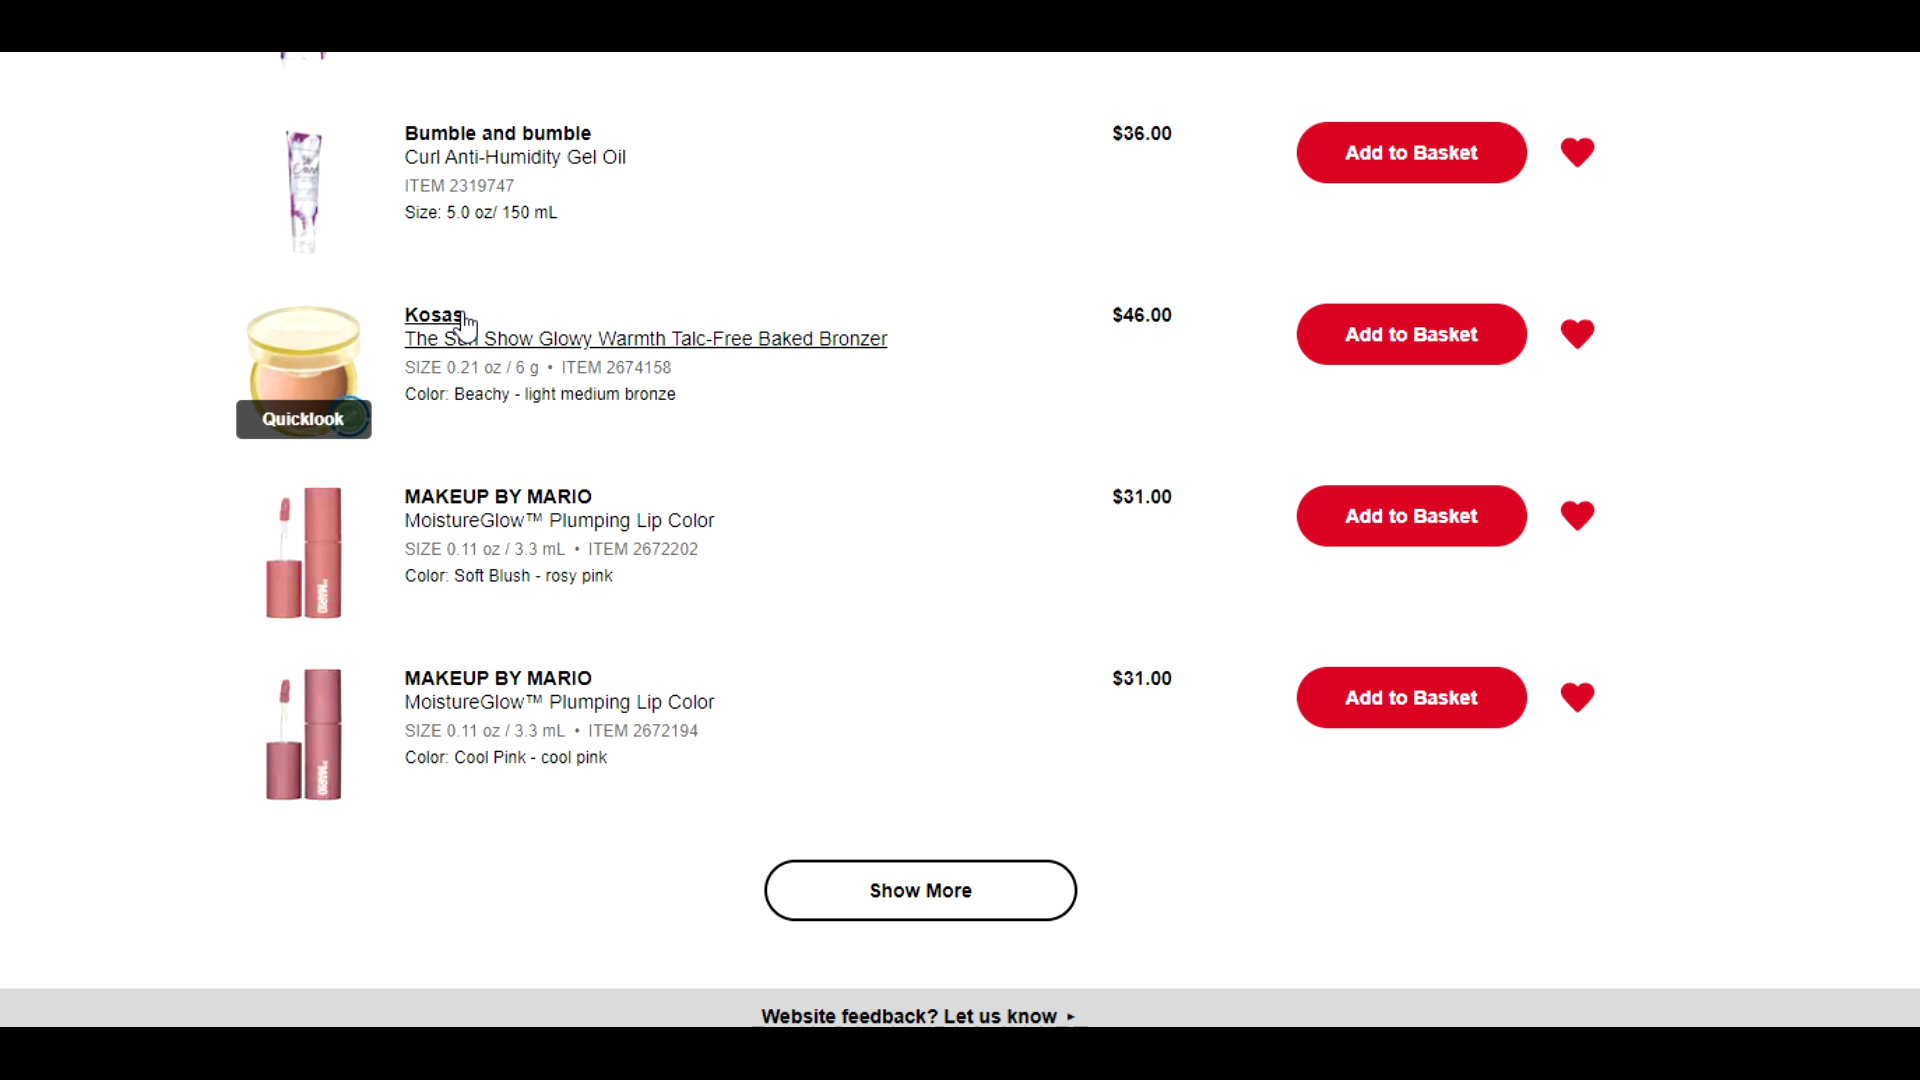 Bumble and bumble
Curl Anti-Humidity Gel Oil
ITEM 2319747
Size: 5.0 oz/ 150 mL
$36.00
Add to Basket
Kosas
The Sun Show Glowy Warmth Talc-Free Baked Bronzer
SIZE 0.21 oz / 6 g • ITEM 2674158
Color: Beachy - light medium bronze
Quicklook
$46.00
Add to Basket
MAKEUP BY MARIO
MoistureGlow™ Plumping Lip Color
SIZE 0.11 oz / 3.3 mL • ITEM 2672202
Color: Soft Blush - rosy pink
MARIO
$31.00
Add to Basket
MAKEUP BY MARIO
MoistureGlow™ Plumping Lip Color
SIZE 0.11 oz / 3.3 mL • ITEM 2672194
Color: Cool Pink - cool pink
MARIO
$31.00
Add to Basket
Show More
Website feedback? Let us know ▸